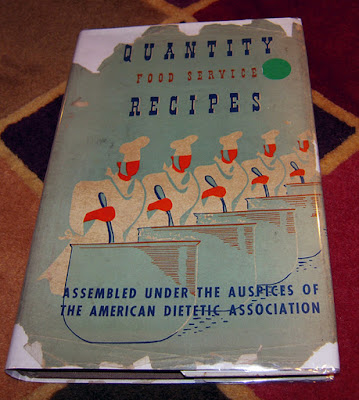 QUANTITY
FOOD SERVICE
RECIPES
ASSEMBLED UNDER THE AUSPICES OF
THE AMERICAN DIETETIC ASSOCIATION